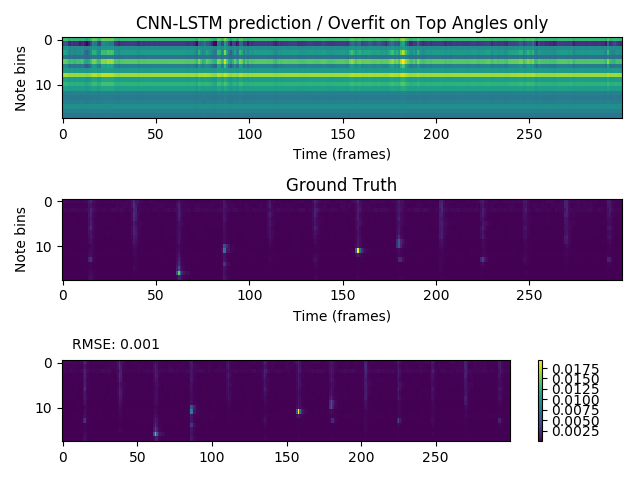 CNN-LSTM prediction / Overfit on Top Angles only
0
10
Note bins
0 50 100 150 200 250
Time (frames)
Ground Truth
0
10
Note bins
0 50 100 150 200 250
Time (frames)
RMSE: 0.001
0
10
0 50 100 150 200 250
0.0175
0.0150
0.0125
0.0100
0.0075
0.0050
0.0025